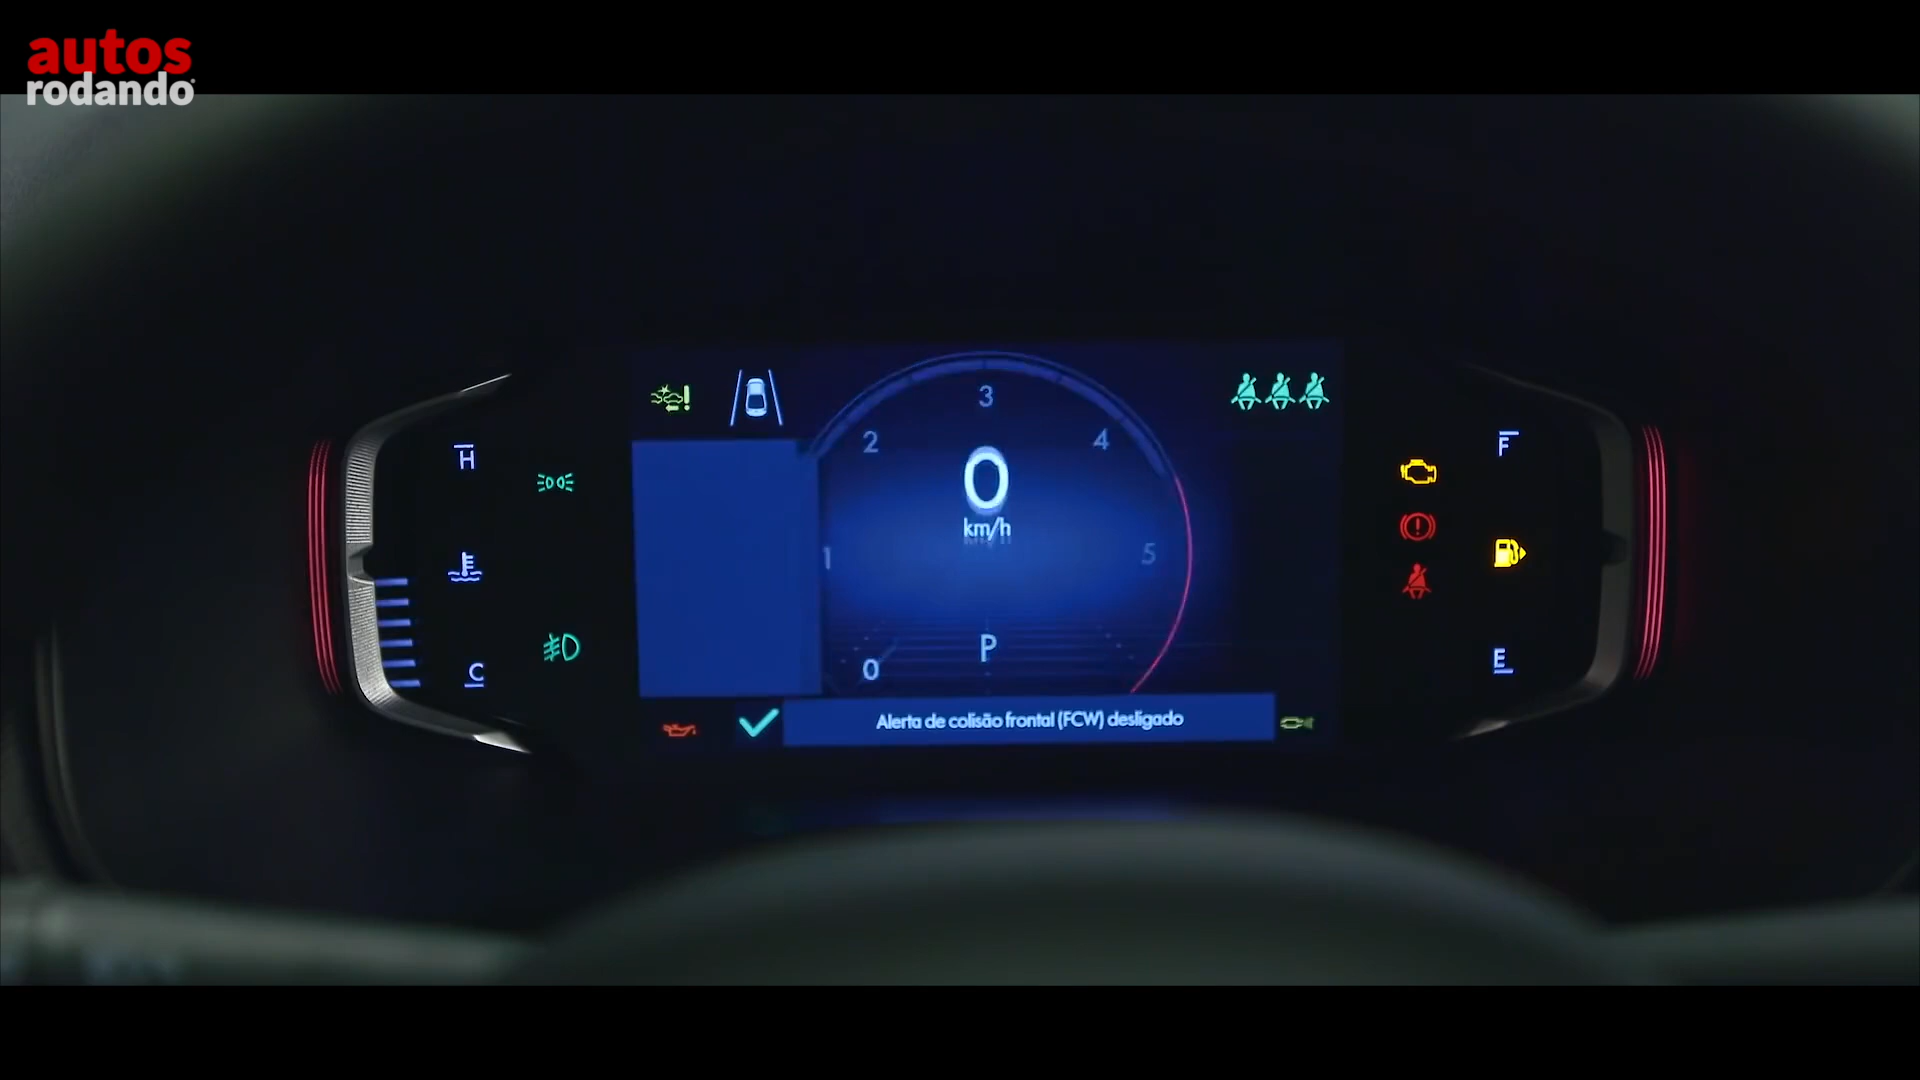 autos
rodando
H
C
2
3
4
0
km/h
1
5
0
P
Alerta de colisão frontal (FCW) desligado
F
E